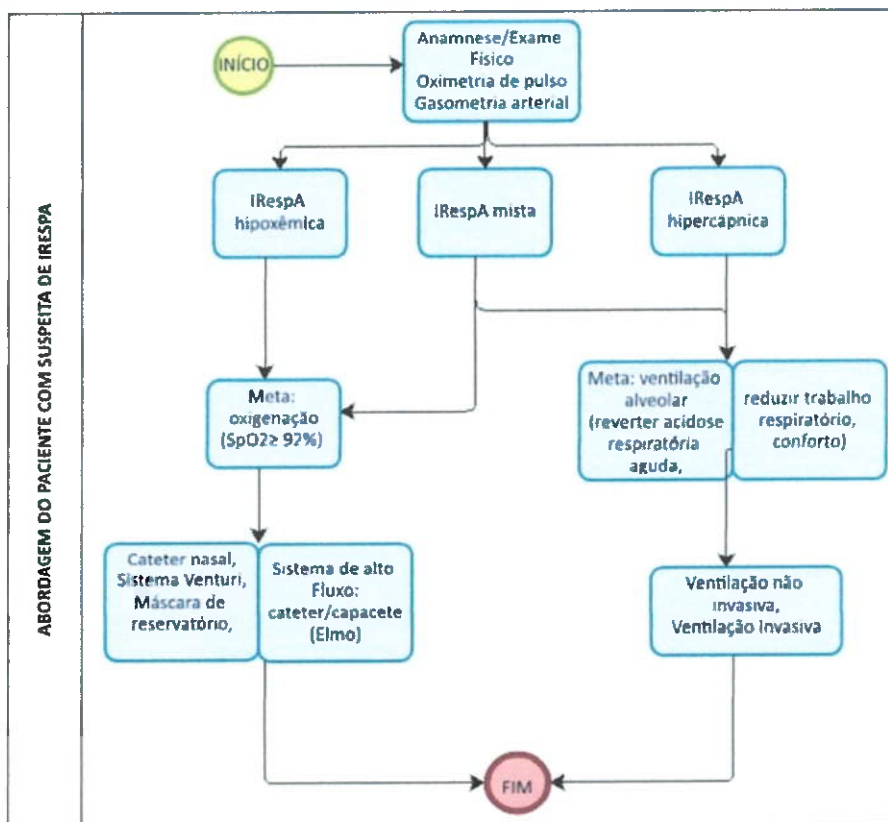 ABORDAGEM DO PACIENTE COM SUSPEITA DE IRESPA
INÍCIO
Anamnese/Exame
Fisico
Oximetria de pulso
Gasometria arterial
IRespA
hipoxêmica
IRespA mista
IRespA
hipercápnica
Meta:
oxigenação
(SpO2≥ 92%)
Meta: ventilação
alveolar
(reverter acidose
respiratória
aguda,
reduzir trabalho
respiratório,
conforto)
Cateter nasal,
Sistema Venturi,
Máscara de
reservatório,
Sistema de alto
Fluxo:
cateter/capacete
(Elmo)
Ventilação não
invasiva,
Ventilação Invasiva
FIM